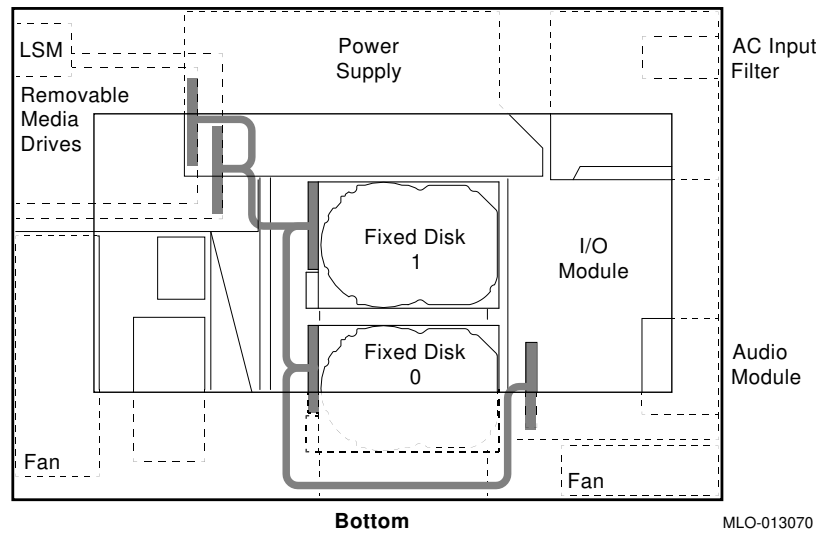 LSM
Power
Supply
AC Input
Filter
Removable
Media
Drives
Fixed Disk
1
I/O
Module
Fixed Disk
0
Audio
Module
Fan
Fan
Bottom
MLO-013070